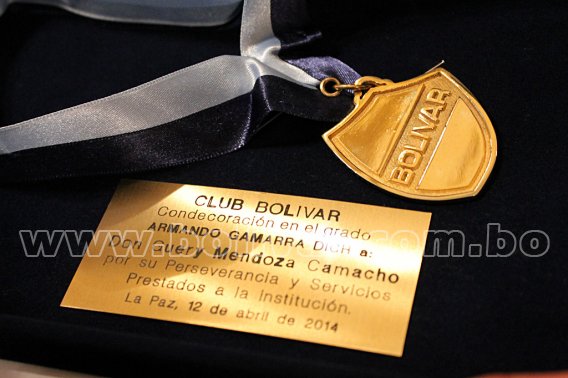 BOLIVAR
CLUB BOLIVAR
Condecoración en el grado
ARMANDO GAMARRA a:
Don Mendoza Camacho
por su Perseverancia y Servicios
Prestados a la Institución.
La Paz, 12 de abril de 2014